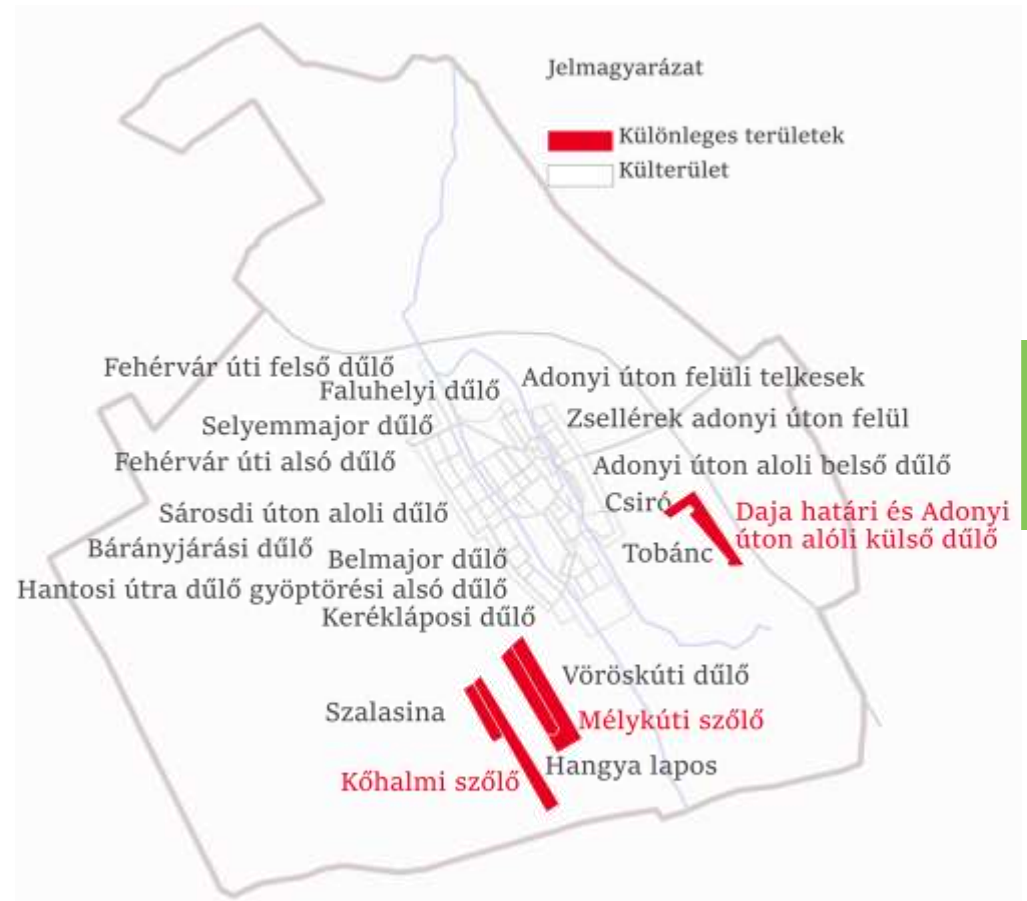 Jelmagyarázat
Különleges területek
Külterület
Fehérvár úti felső dűlő
Faluhelyi dűlő
Adonyi úton felüli telkesek
Selyemmajor dűlő
Zsellérek adonyi úton felül
Fehérvár úti alsó dűlő
Adonyi úton aloli belső dűlő
Csiró
Sárosdi úton aloli dűlő
Daja határi és Adonyi
úton alóli külső dűlő
Bárányjárási dűlő
Belmajor dűlő
Tobánc
Hantosi útra dűlő gyöptörési alsó dűlő
Kerékláposi dűlő
Vöröskúti dűlő
Szalasina
Mélykúti szőlő
Hangya lapos
Kőhalmi szőlő